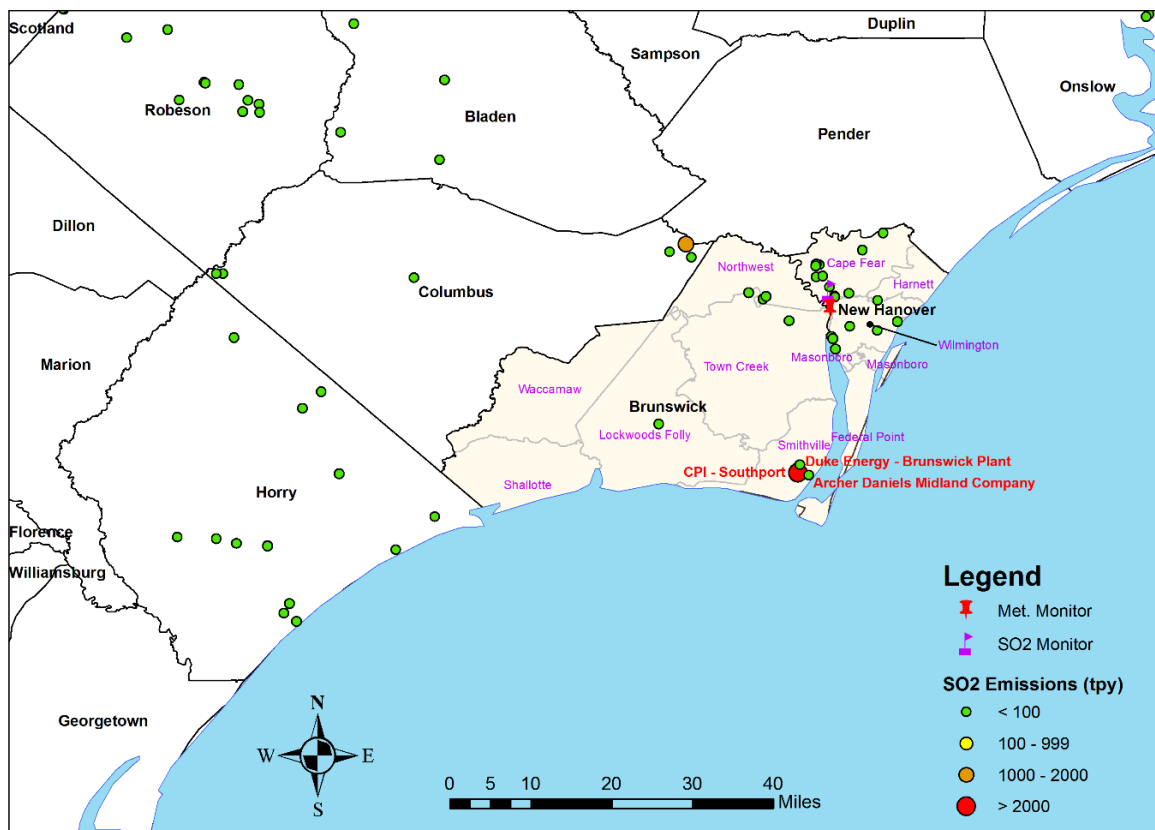 Scotland
Duplin
Sampson
Onslow
Robeson
Bladen
Pender
Dillon
Northwest
Cape Fear
Harnett
Columbus
New Hanover
Wilmington
Marion
Masonboro
Masonboro
Town Creek
Waccamaw
Brunswick
Lockwoods Folly
Federal Point
Smithville
Duke Energy - Brunswick Plant
CPI - Southport
Archer Daniels Midland Company
Shallotte
Horry
Florence
Williamsburg
Georgetown
N
W
E
S
Legend
Met. Monitor
SO2 Monitor
SO2 Emissions (tpy)
< 100
100 - 999
1000 - 2000
> 2000
0 5 10 20 30 40
Miles